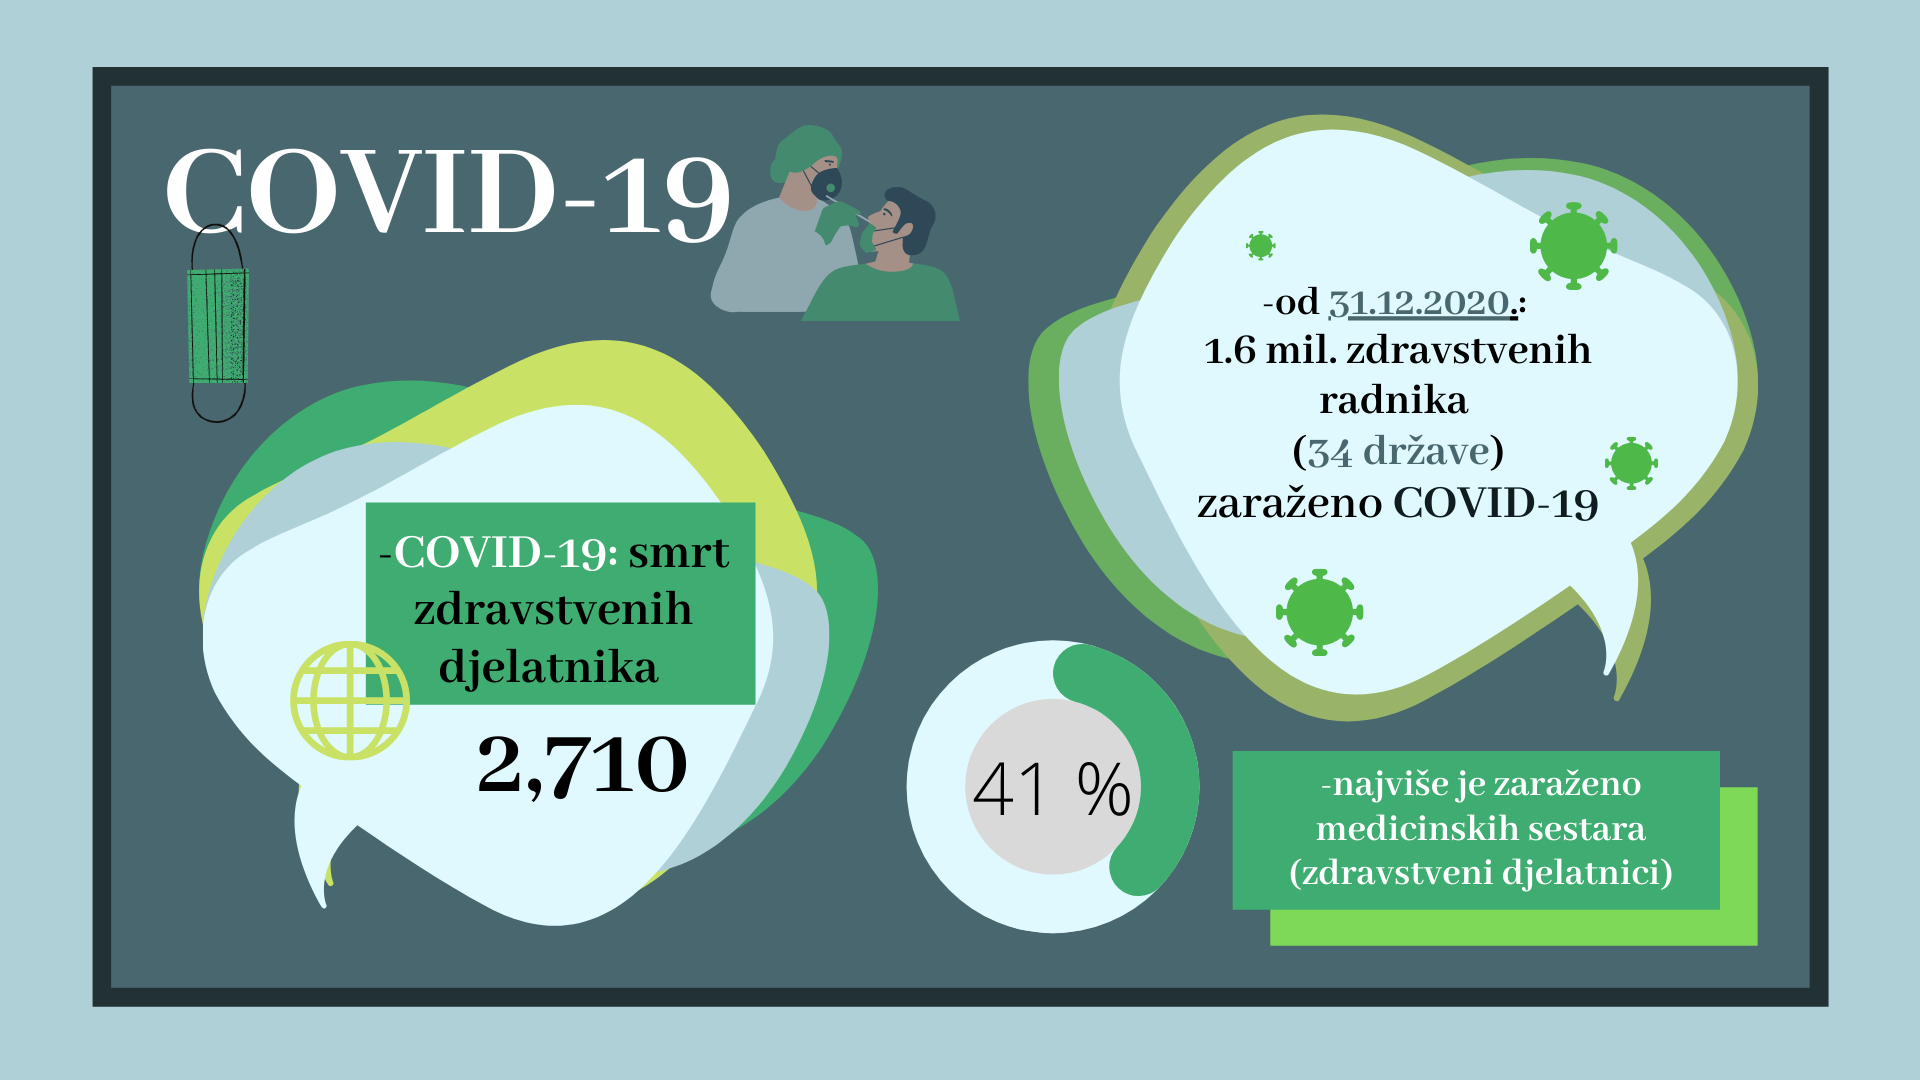 COVID-19
-COVID-19: smrt
zdravstvenih
djelatnika
2,710
-od 31.12.2020.:
1.6 mil. zdravstvenih
radnika
(34 države)
zaraženo COVID-19
41 %
-najviše je zaraženo
medicinskih sestara
(zdravstveni djelatnici)